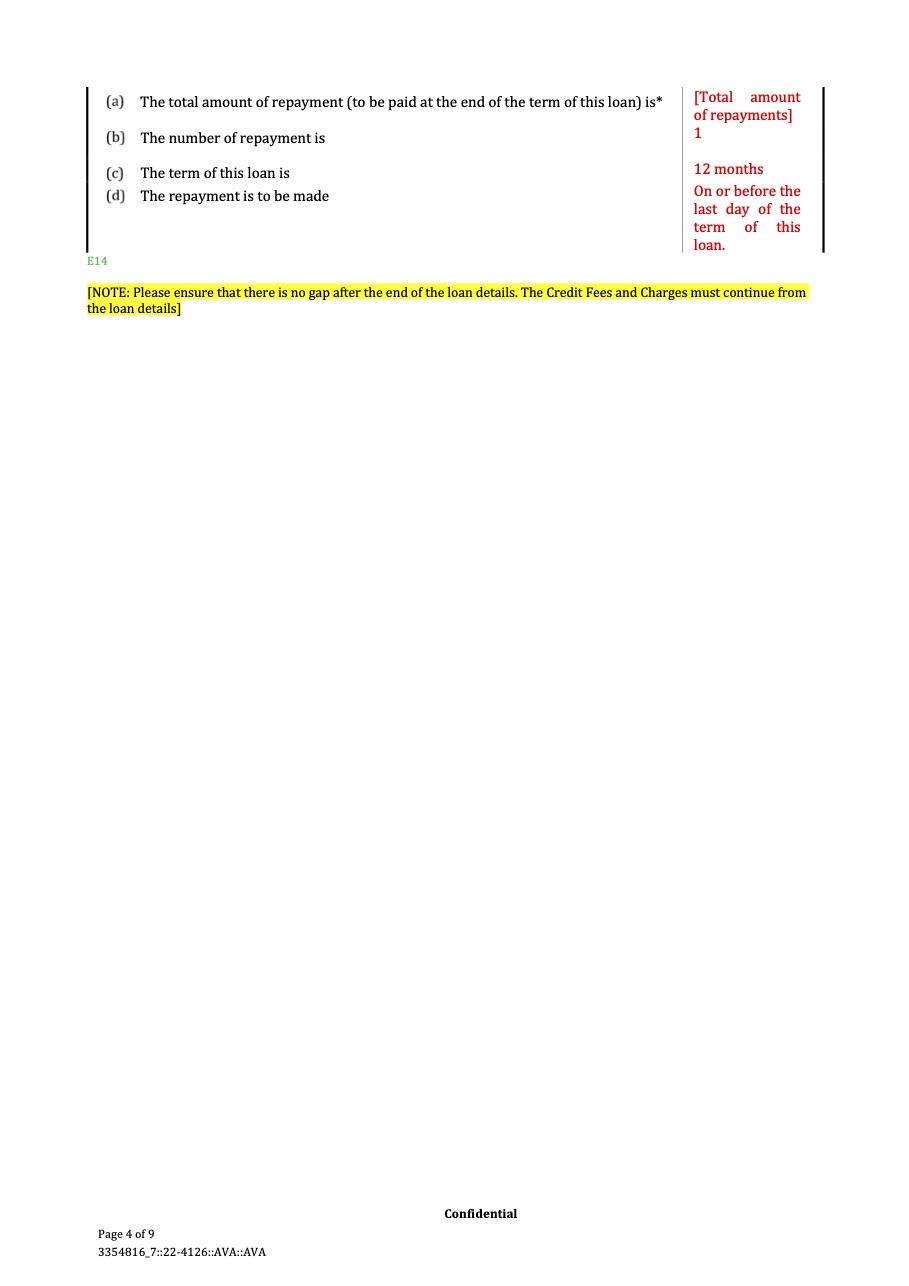 (a) The total amount of repayment (to be paid at the end of the term of this loan) is*
[Total amount
of repayments]
(b) The number of repayment is
1
(c) The term of this loan is
12 months
(d) The repayment is to be made
On or before the
last day of the
term of this
loan.
E14
[NOTE: Please ensure that there is no gap after the end of the loan details. The Credit Fees and Charges must continue from
the loan details]
Confidential
Page 4 of 9
3354816_7::22-4126::AVA::AVA